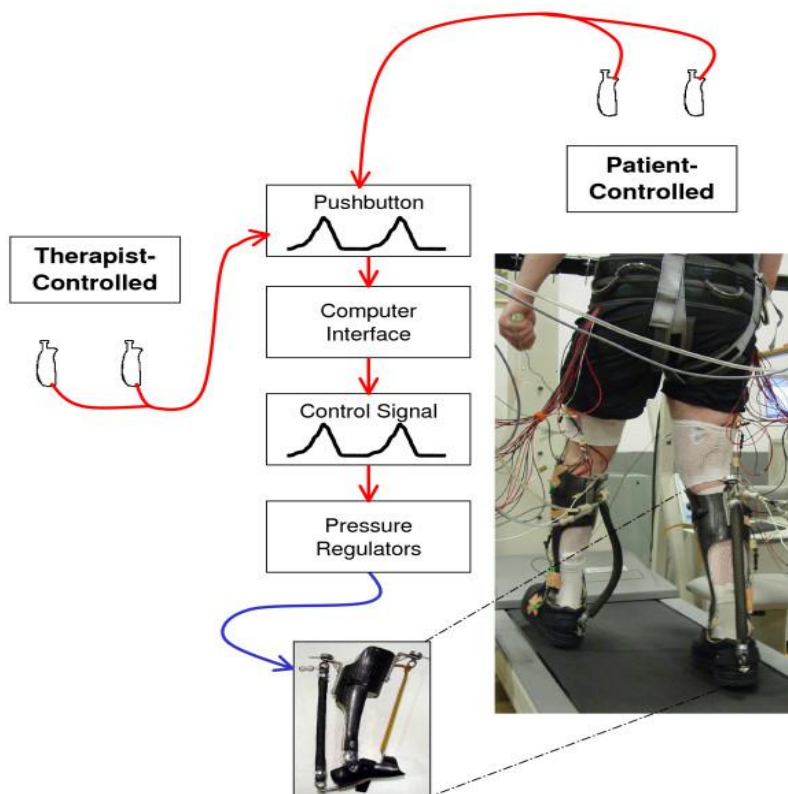 Patient-
Controlled
Pushbutton
Therapist-
Controlled
Computer
Interface
Control Signal
Pressure
Regulators